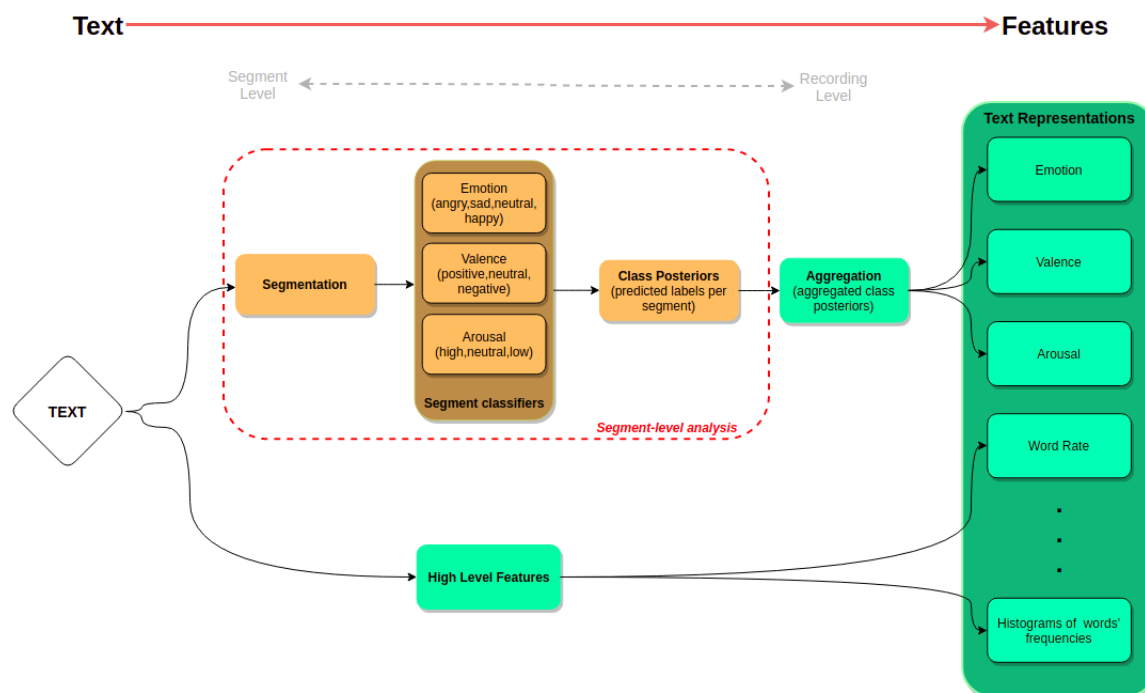 Text
Features
Segment
Level
Recording
Level
Text Representations
Emotion
Valence
Arousal
Word Rate
Histograms of words'
frequencies
Segmentation
Emotion
(angry,sad,neutral,
happy)
Valence
(positive,neutral,
negative)
Arousal
(high,neutral,low)
Segment classifiers
Class Posteriors
(predicted labels per
segment)
Segment-level analysis
Aggregation
(aggregated class
posteriors)
TEXT
High Level Features